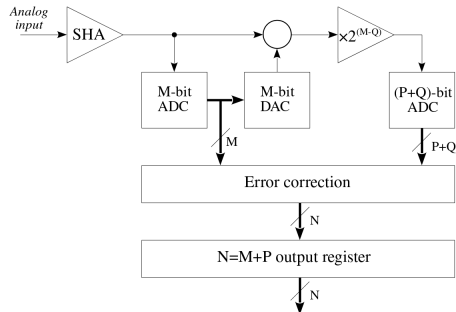 Analog
input
SHA
×2(M-Q)
M-bit
ADC
M-bit
DAC
(P+Q)-bit
ADC
M
P+Q
Error correction
N
N=M+P output register
N